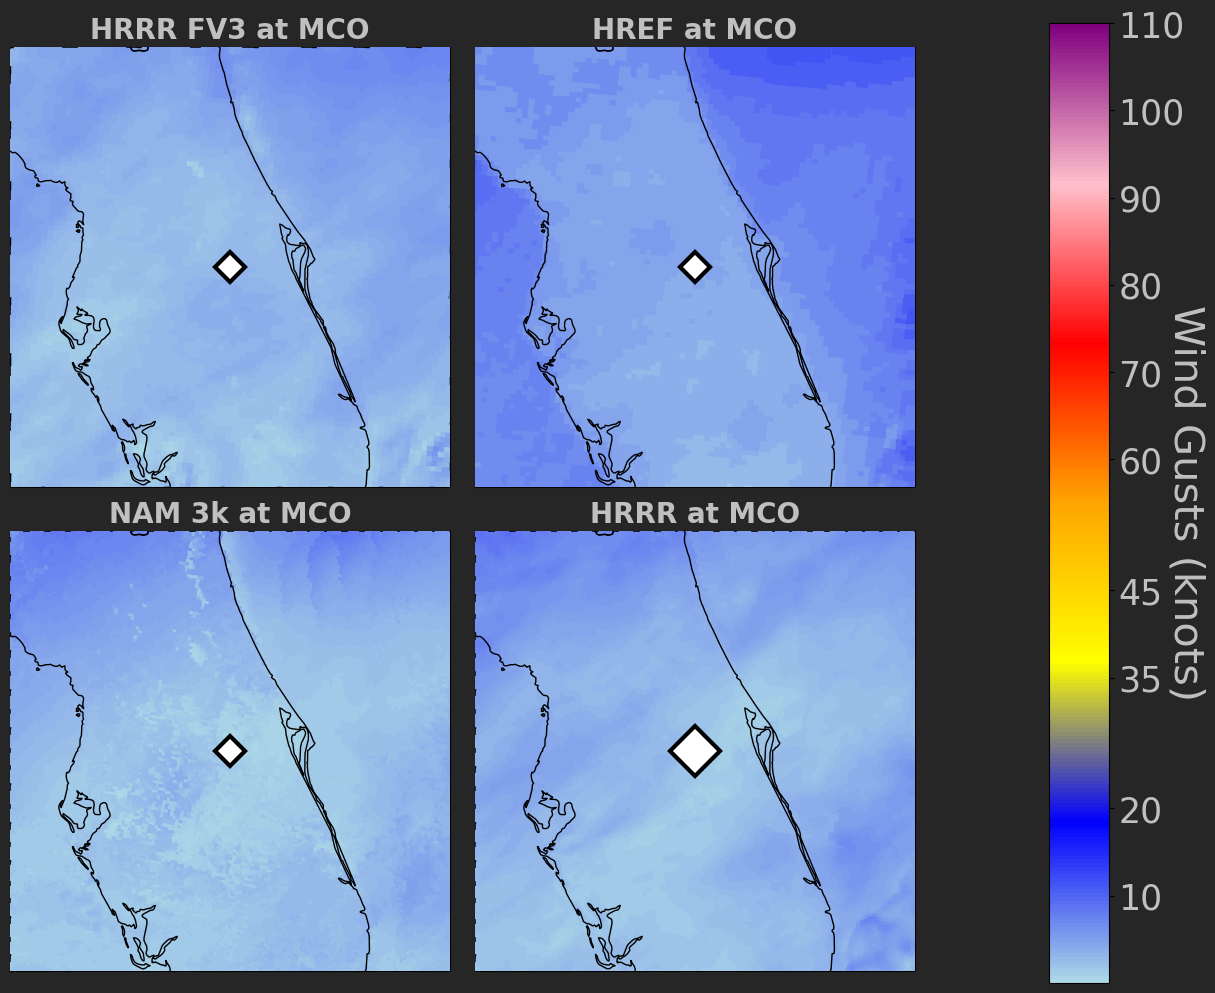 HRRR FV3 at MCO
HREF at MCO
NAM 3k at MCO
HRRR at MCO
110
100
90
80
70
60
45
35
20
10
Wind Gusts (knots)